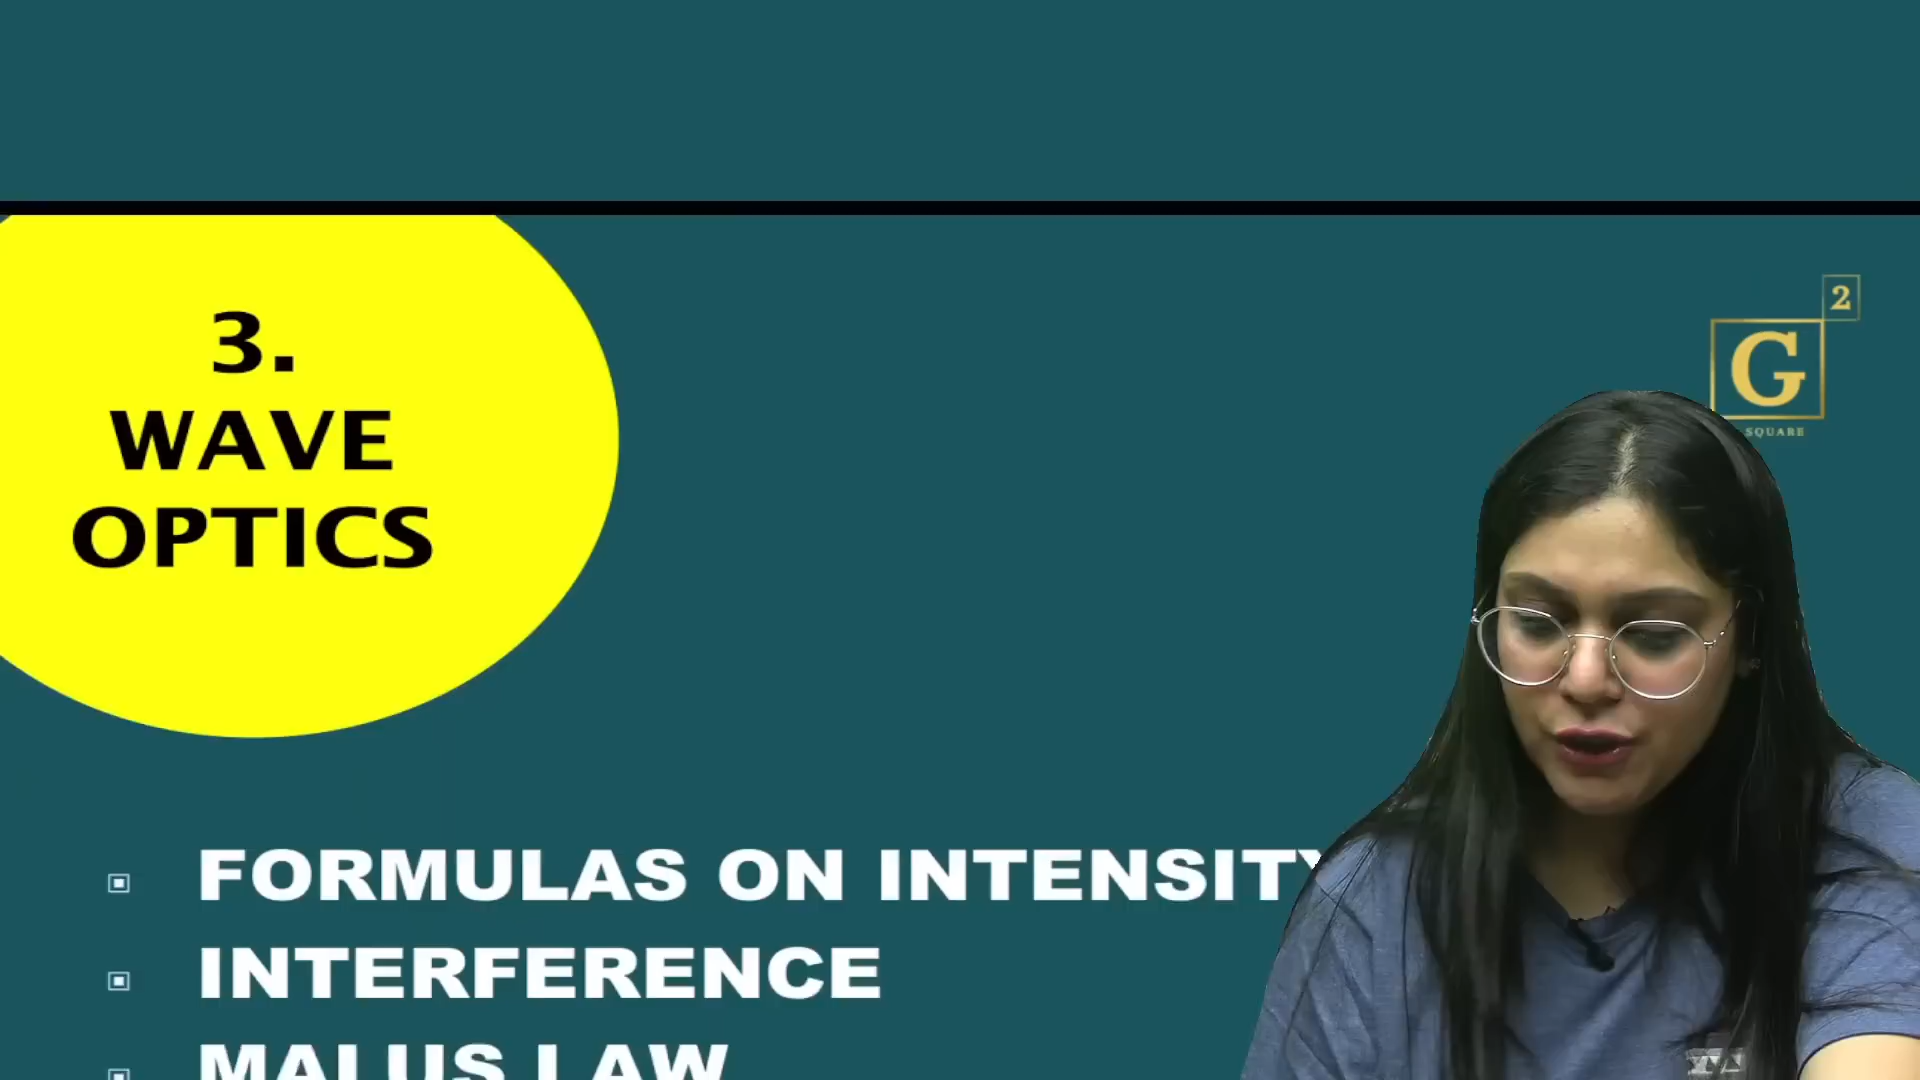 3.
WAVE
OPTICS
2
G
SQUARE
FORMULAS ON INTENSITY
INTERFERENCE
MALUS LAW